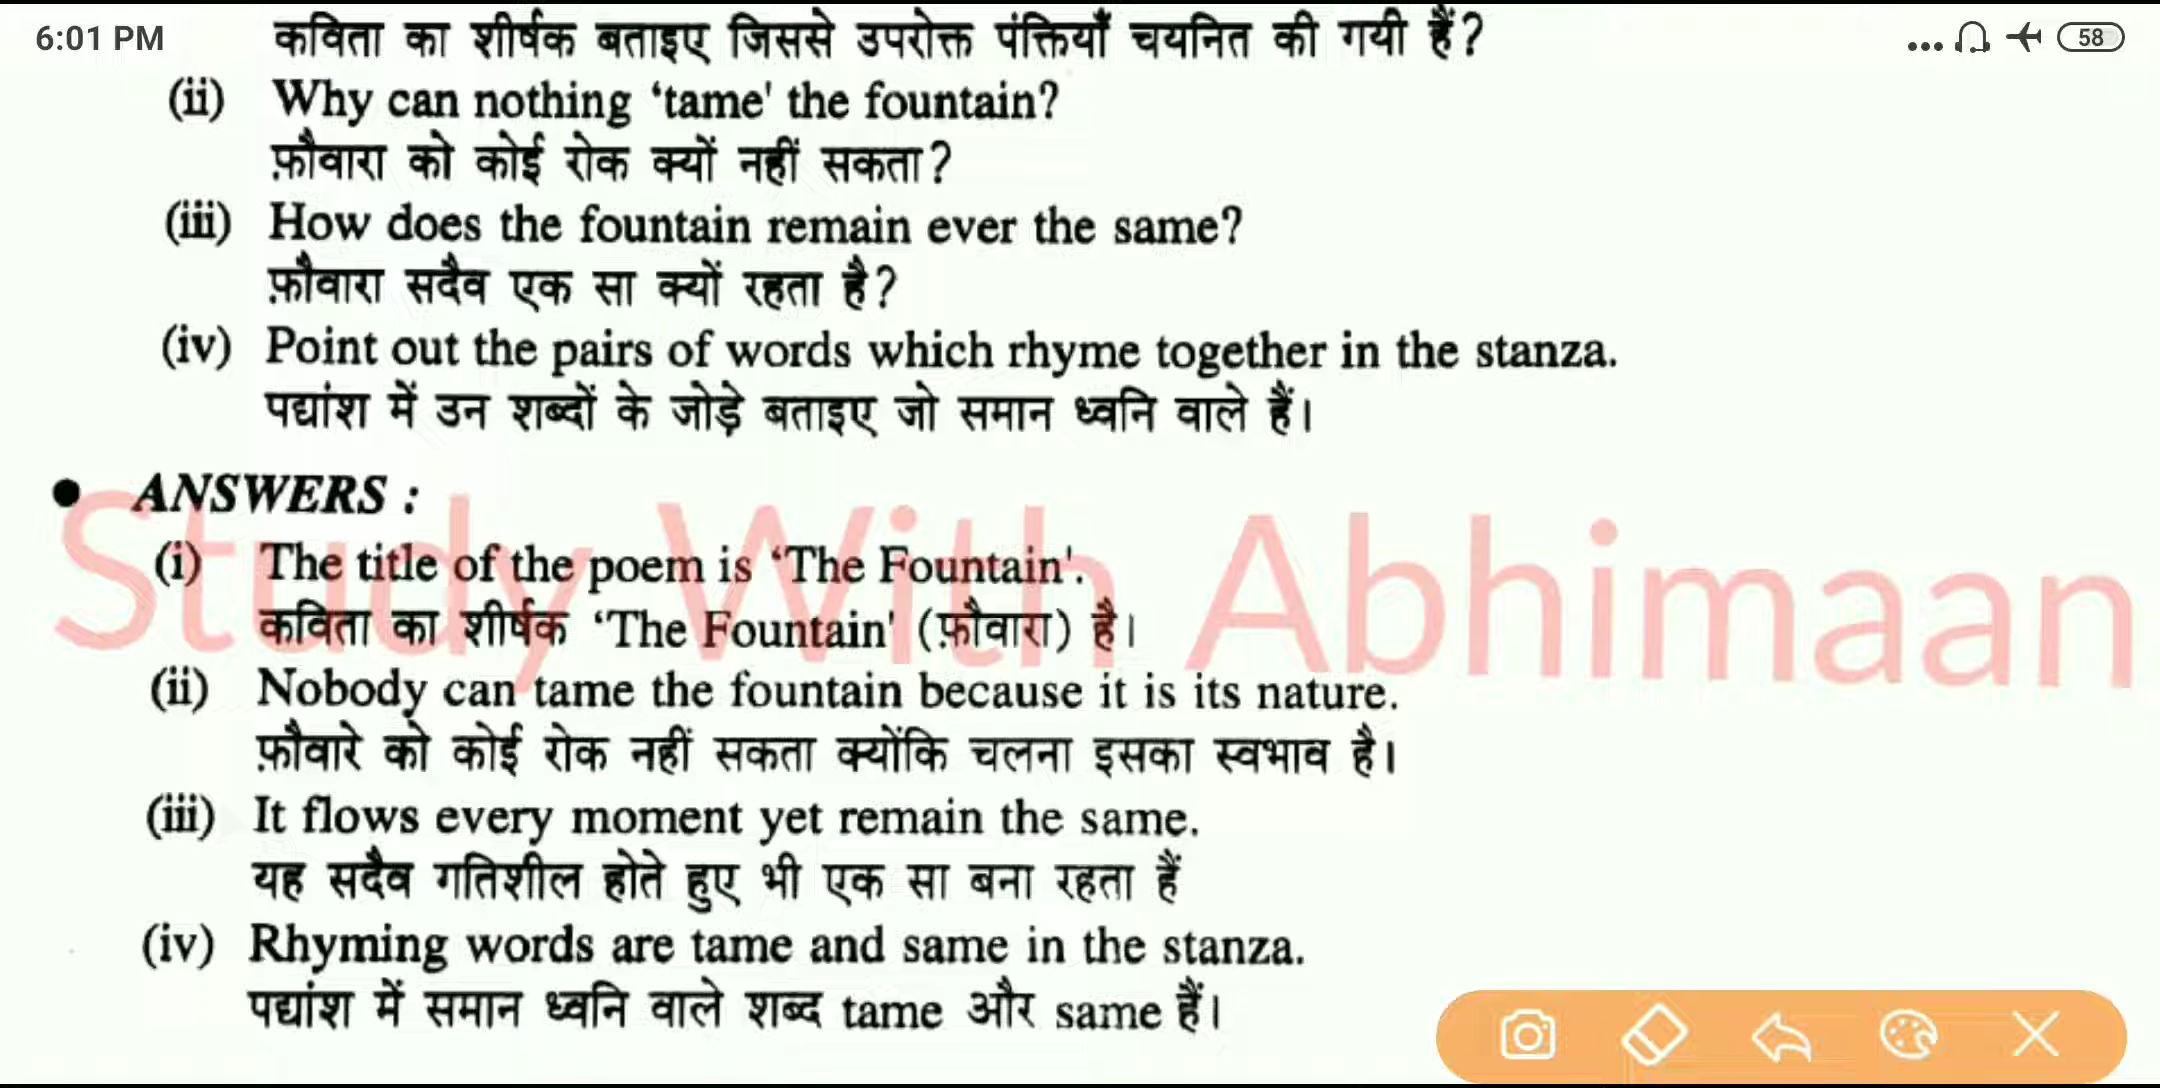 6:01 PM
58
कविता का शीर्षक बताइए जिससे उपरोक्त पंक्तियाँ चयनित की गयी हैं?
(ii) Why can nothing ‘tame' the fountain?
फ़ौवारा को कोई रोक क्यों नहीं सकता?
(iii) How does the fountain remain ever the same?
फ़ौवारा सदैव एक सा क्यों रहता है?
(iv) Point out the pairs of words which rhyme together in the stanza.
पद्यांश में उन शब्दों के जोड़े बताइए जो समान ध्वनि वाले हैं।
● ANSWERS :
Study With Abhimaan
(i) The title of the poem is ‘The Fountain'.
कविता का शीर्षक ‘The Fountain' (फ़ौवारा) है।
(ii) Nobody can tame the fountain because it is its nature.
फ़ौवारे को कोई रोक नहीं सकता क्योंकि चलना इसका स्वभाव है।
(iii) It flows every moment yet remain the same.
यह सदैव गतिशील होते हुए भी एक सा बना रहता हैं
(iv) Rhyming words are tame and same in the stanza.
पद्यांश में समान ध्वनि वाले शब्द tame और same हैं।